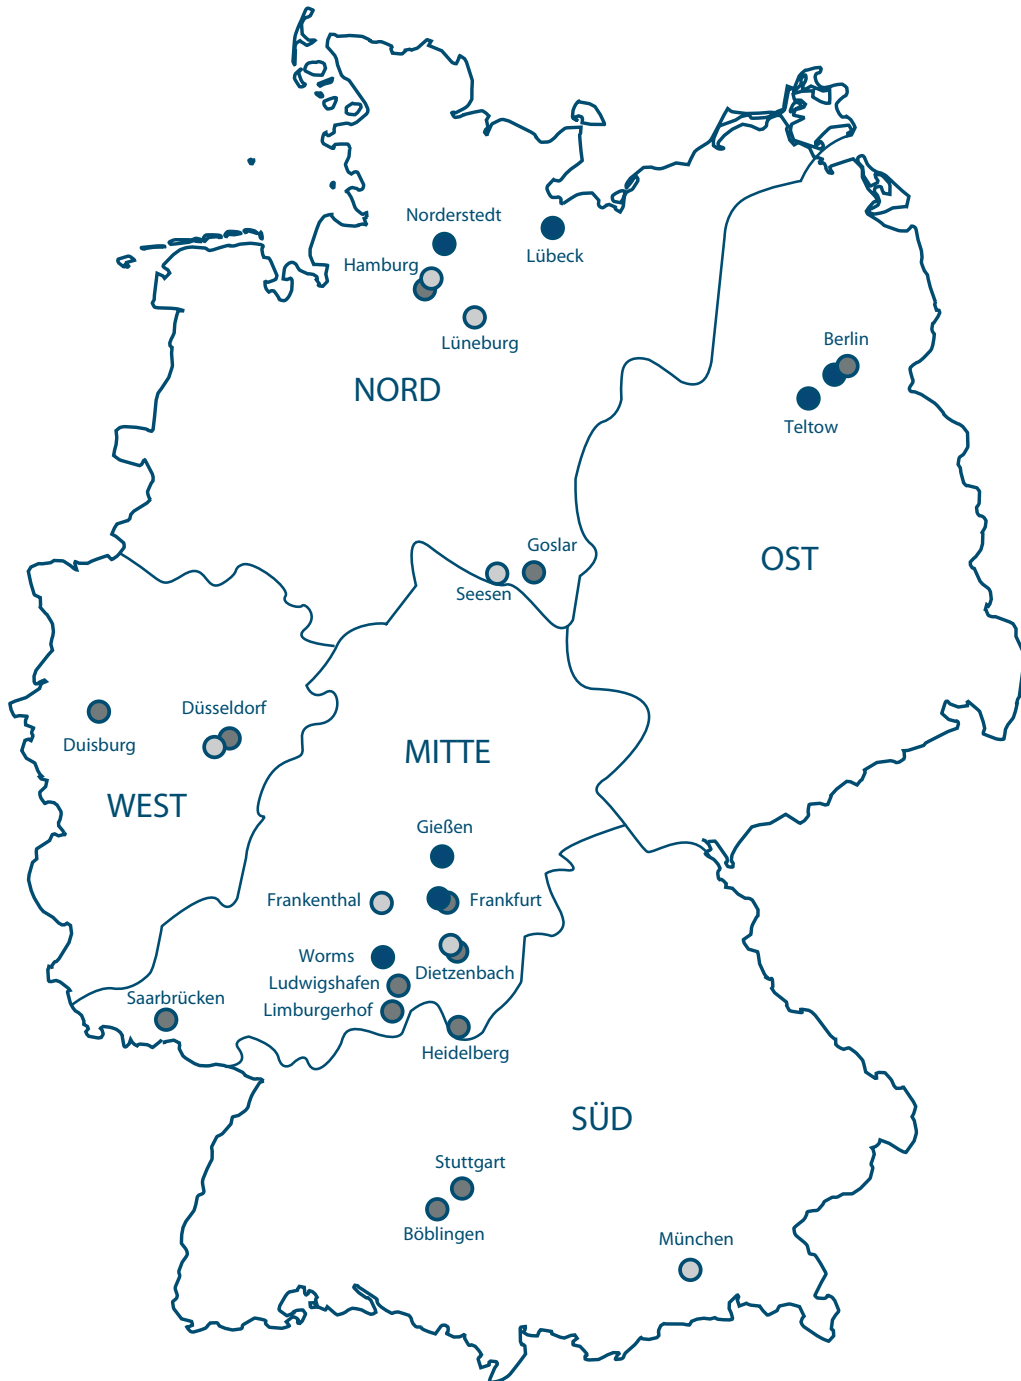 Norderstedt
Lübeck
Hamburg
Lüneburg
Berlin
NORD
Teltow
Goslar
OST
Seesen
Düsseldorf
Duisburg
MITTE
WEST
Gießen
Frankenthal
Frankfurt
Worms
Dietzenbach
Ludwigshafen
Saarbrücken
Limburgerhof
Heidelberg
SÜD
Stuttgart
Böblingen
München